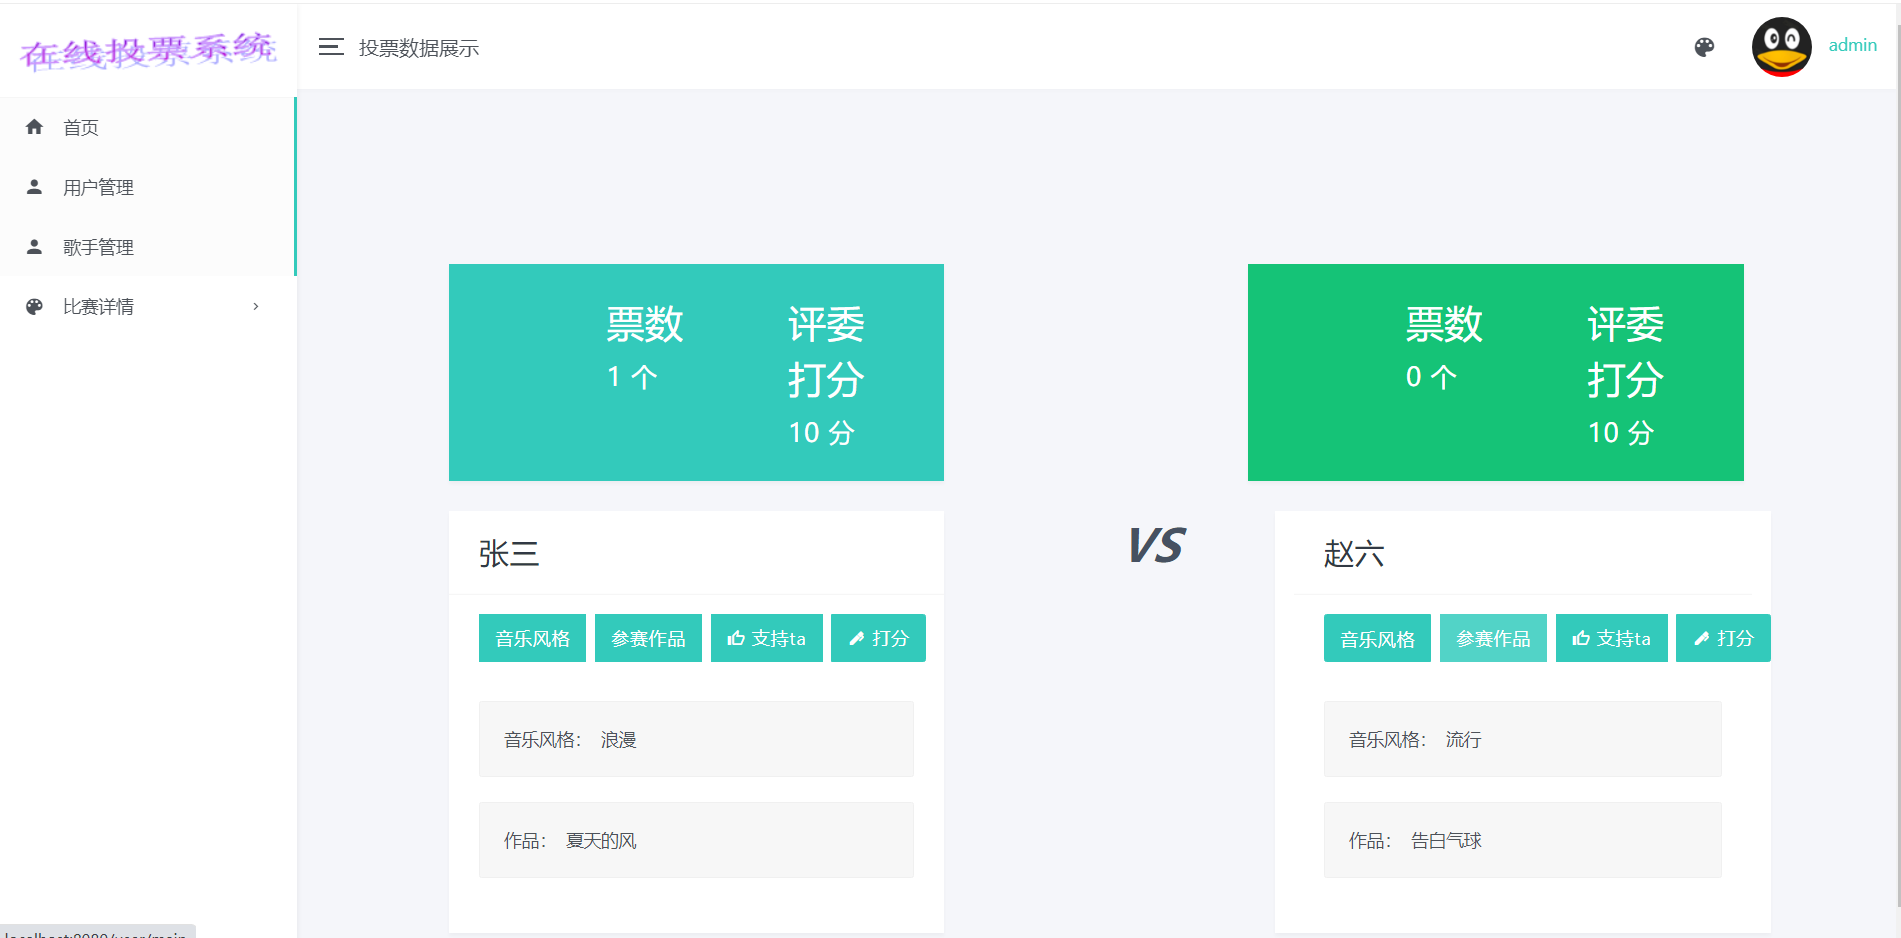 在线投票系统
投票数据展示
admin
首页
用户管理
歌手管理
比赛详情
票数
1 个
评委
打分
10 分
票数
0 个
评委
打分
10 分
张三
音乐风格
参赛作品
支持ta
打分
音乐风格： 浪漫
作品： 夏天的风
VS
赵六
音乐风格
参赛作品
支持ta
打分
音乐风格： 流行
作品： 告白气球